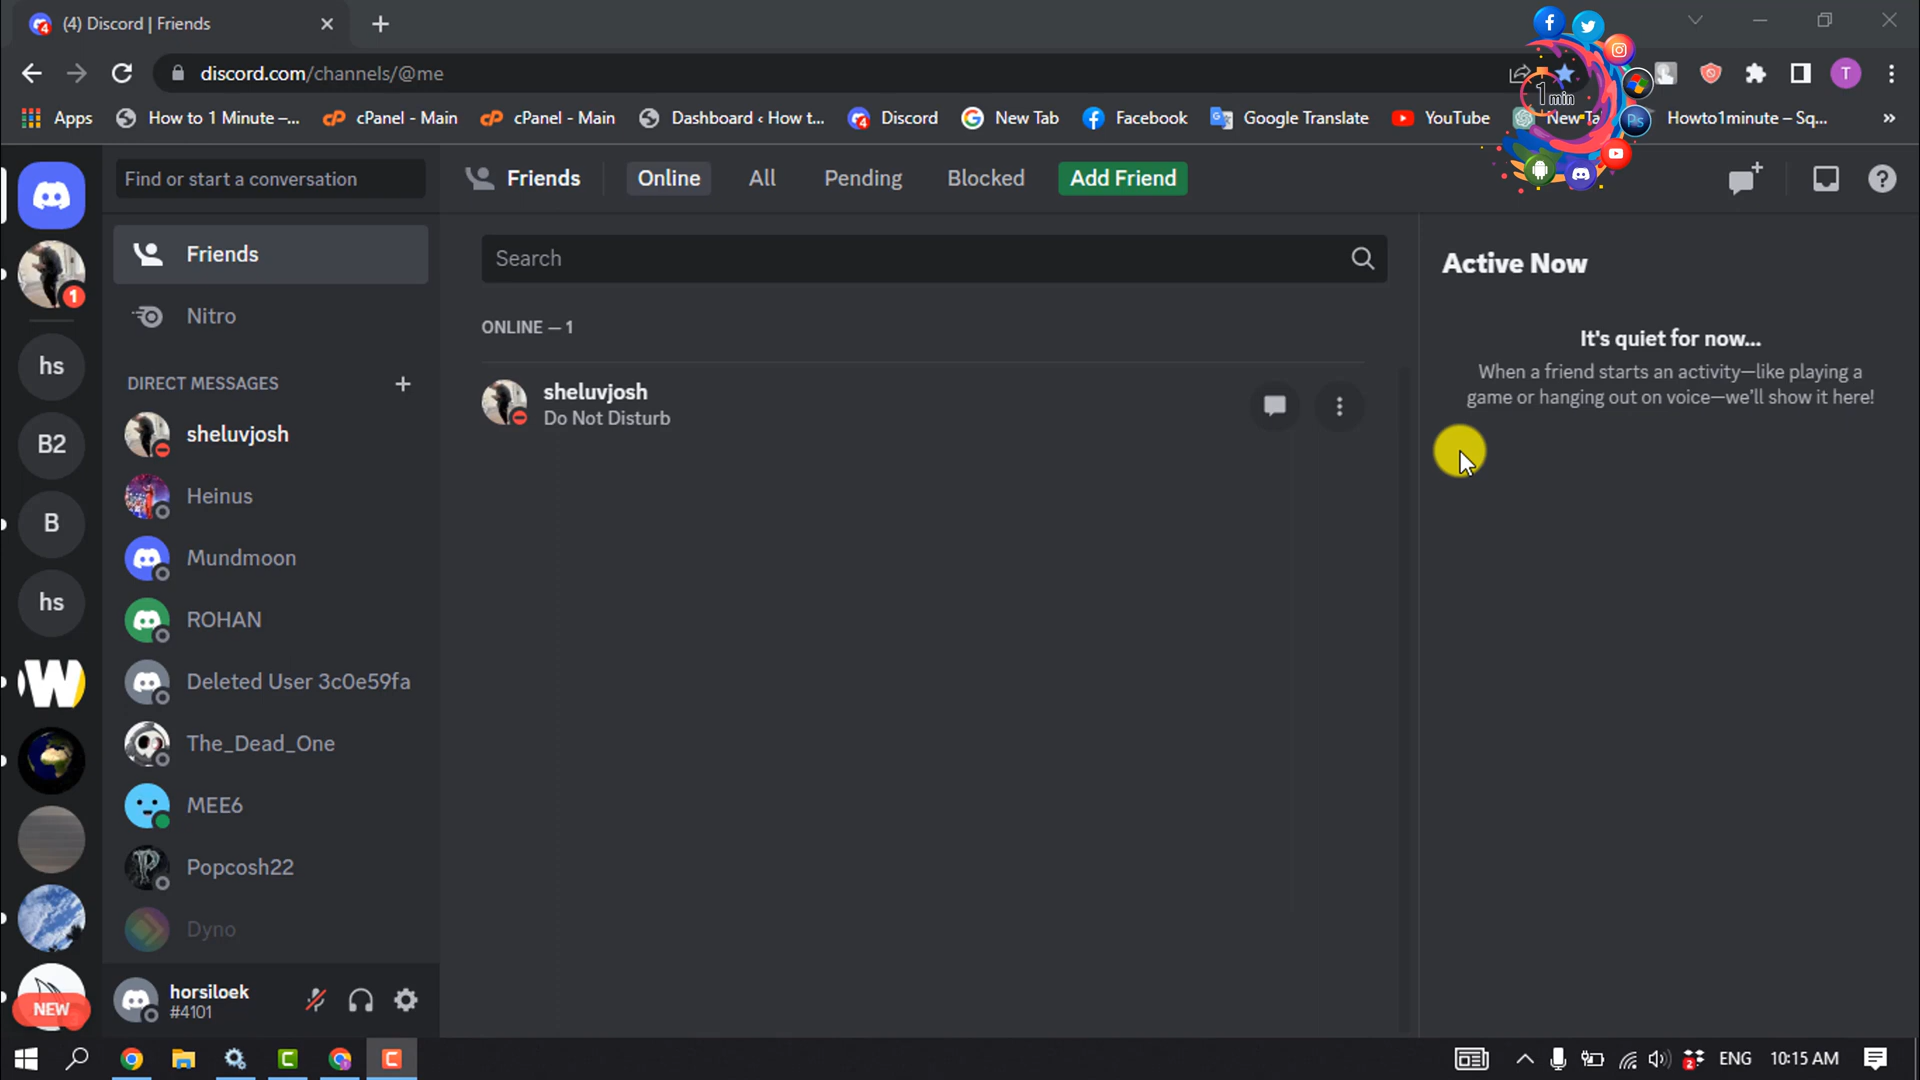 (4) Discord | Friends
discord.com/channels/@me
T
1 min
Apps
How to 1 Minute –...
cPanel - Main
cPanel - Main
Dashboard ‹ How t...
Discord
New Tab
Facebook
Google Translate
YouTube
New Ta
Howto1minute – Sq...
»
Find or start a conversation
Friends
Online
All
Pending
Blocked
Add Friend
Search
Active Now
It's quiet for now...
When a friend starts an activity—like playing a
game or hanging out on voice—we'll show it here!
ONLINE — 1
sheluvjosh
Do Not Disturb
1
hs
B2
B
hs
W
NEW
Friends
Nitro
DIRECT MESSAGES
sheluvjosh
Heinus
Mundmoon
ROHAN
Deleted User 3c0e59fa
The_Dead_One
MEE6
Popcosh22
Dyno
horsiloek
#4101
ENG
10:15 AM